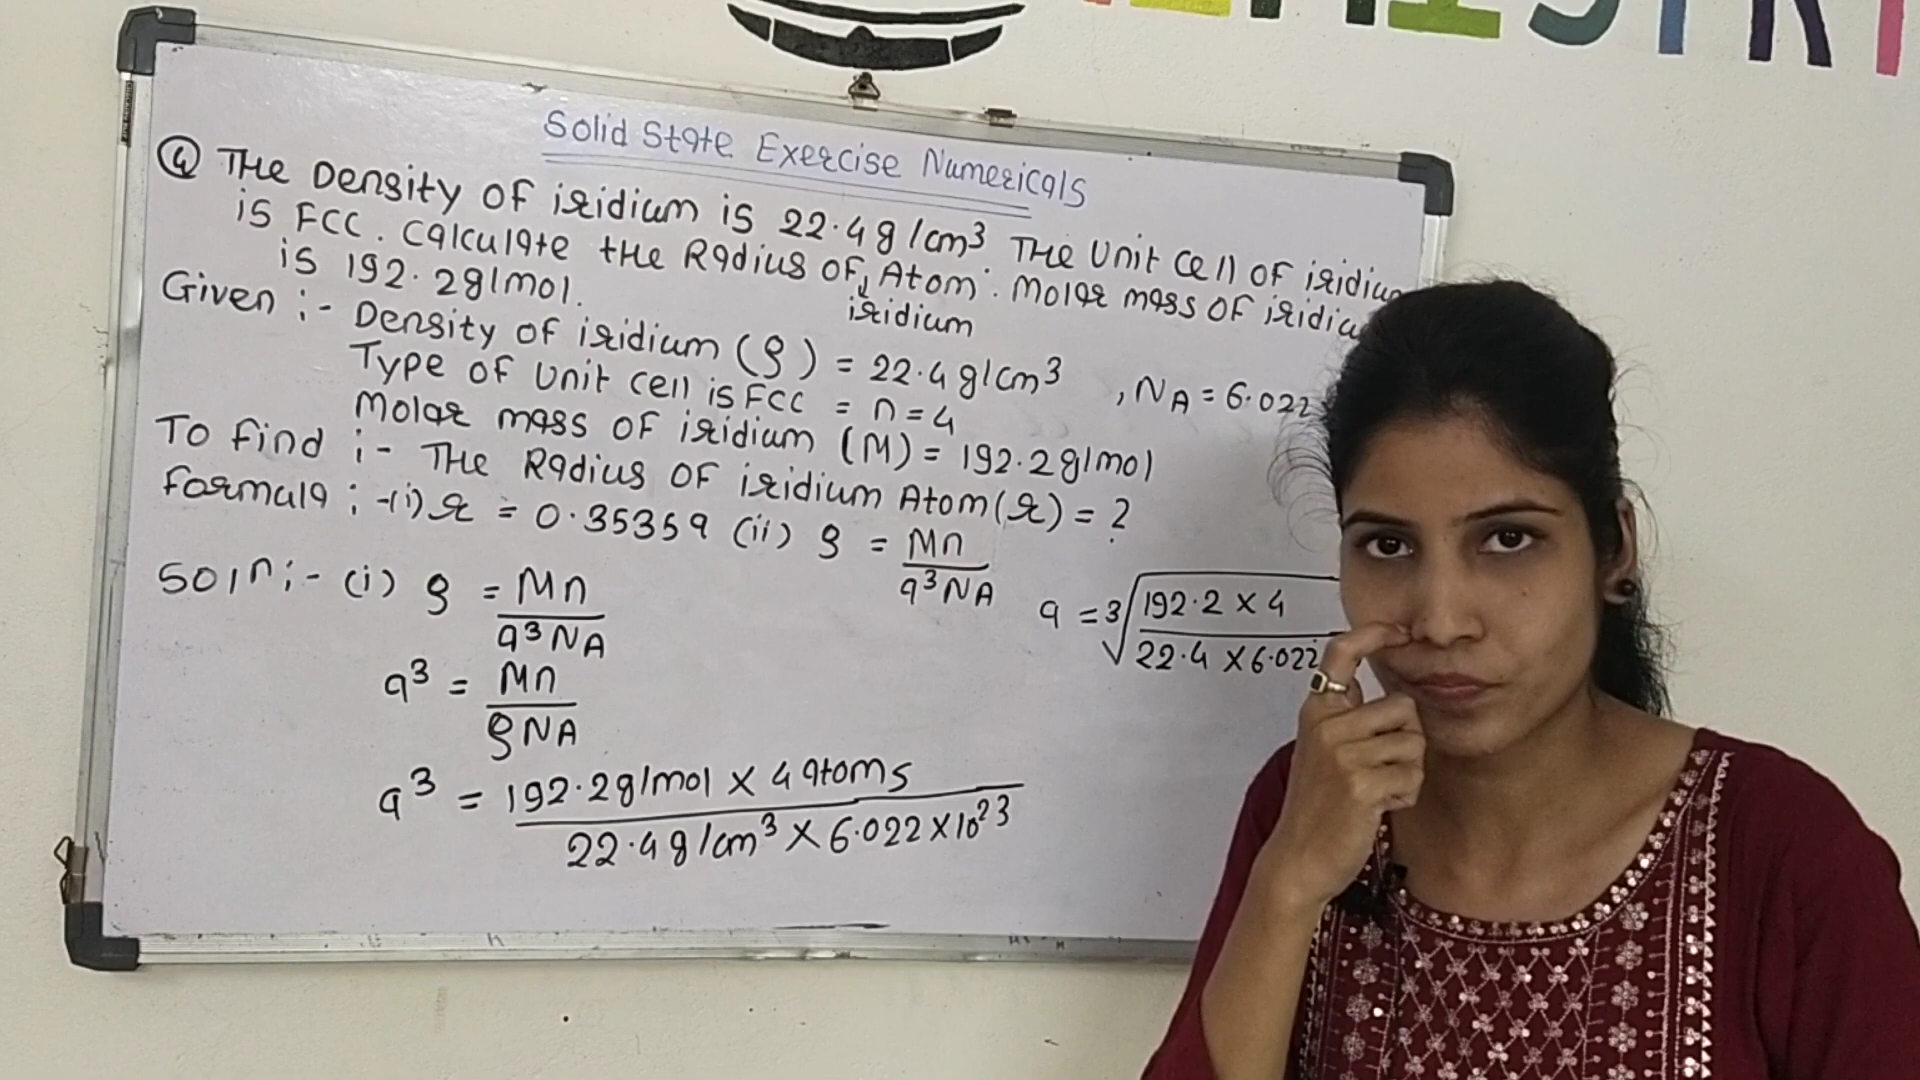 Solid State Exercise Numericals
④ THe Density OF iridium is 22.4 g/cm³ THe Unit cell OF iridium
is FCC. Calculate tHe Radius OF Atom. Molar mass OF iridium
iridium
is 192.2g/mol.
Given :- Density of iridium (ρ) = 22.4 g/cm³ , NA = 6.022
Type OF Unit cell is FCC = n = 4
Molar mass OF iridium (M) = 192.2g/mol
To find :- THe Radius OF iridium Atom (r) = ?
formula :- (i) r = 0.3535a (ii) ρ = Mn / a³NA
Solⁿ :- (i) ρ = Mn / a³NA
a³ = Mn / ρNA
a³ = 192.2g/mol × 4 atoms / 22.4 g/cm³ × 6.022 × 10²³
a = ³√ 192.2 × 4 / 22.4 × 6.022